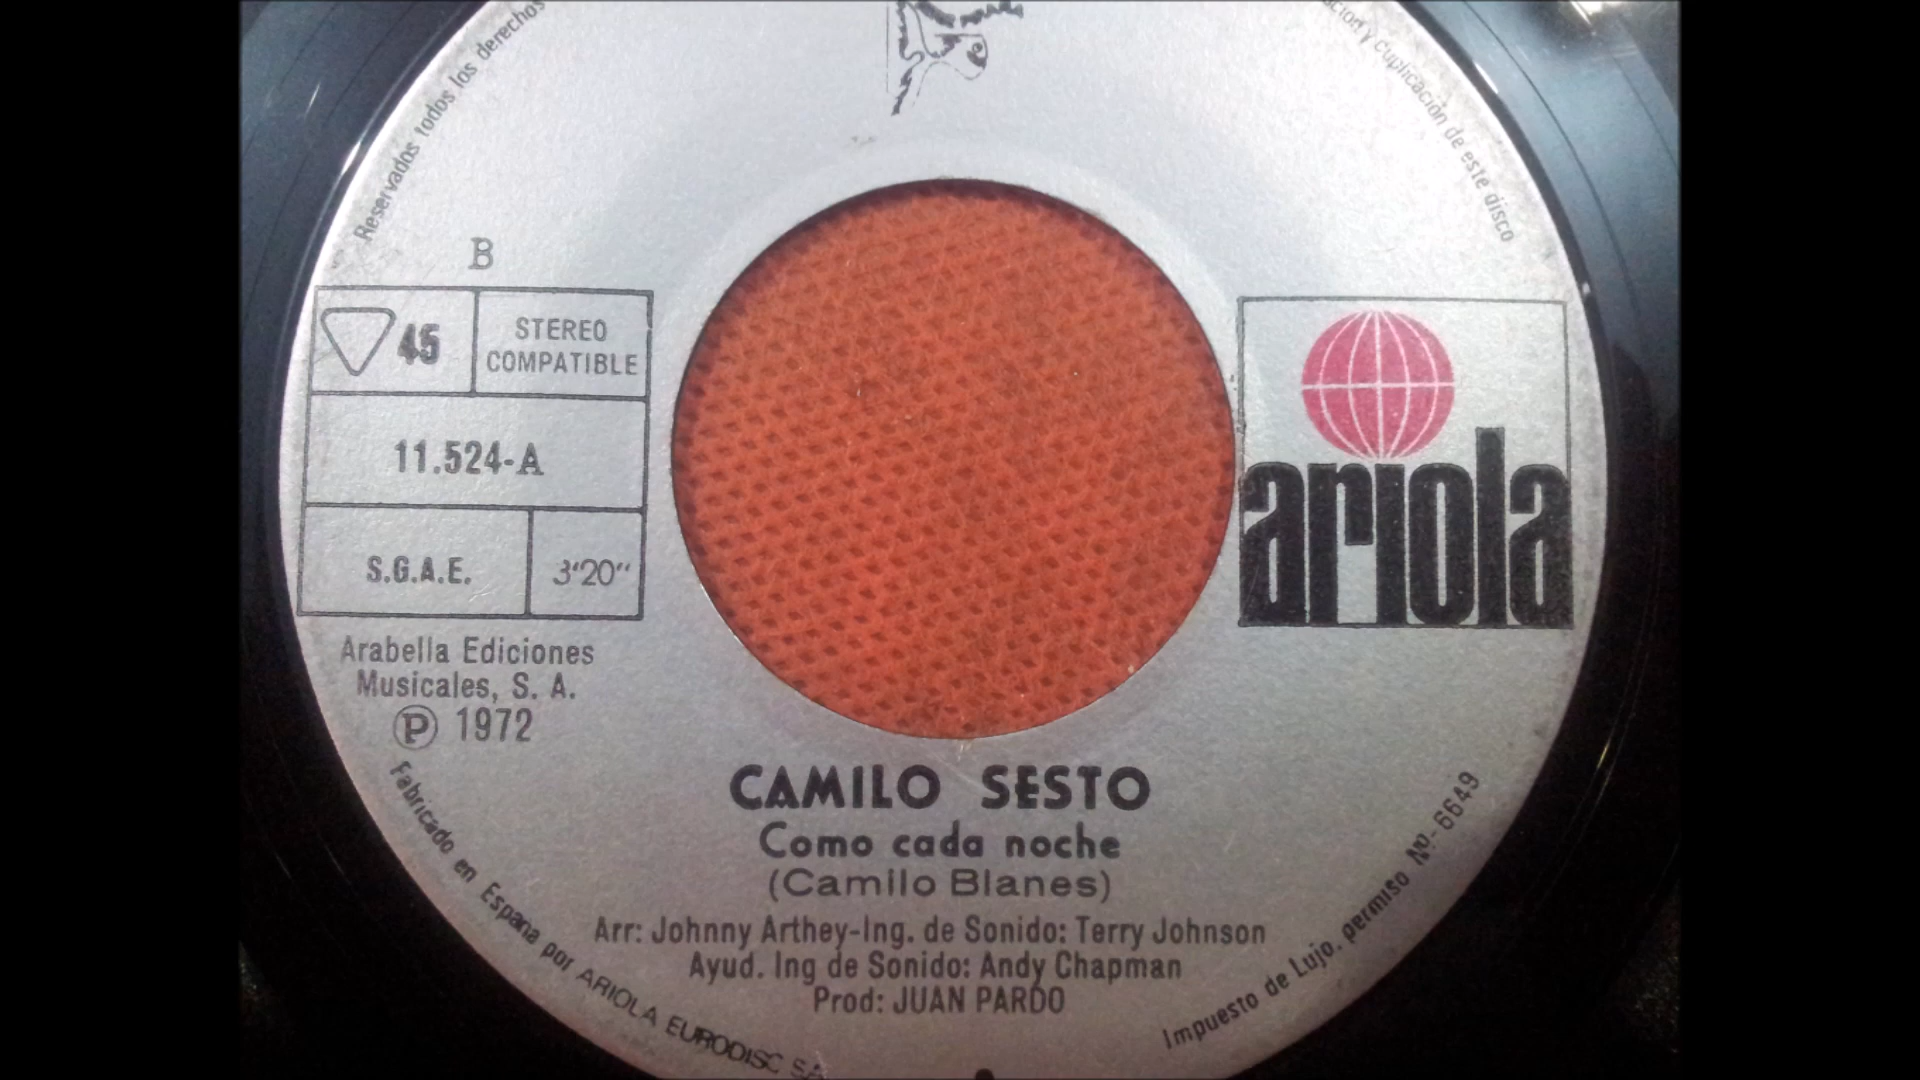 Reservados todos los derechos
y duplicación de este disco
B
45
STEREO
COMPATIBLE
11.524-A
S.G.A.E.
3'20''
ariola
Arabella Ediciones
Musicales, S. A.
Ⓟ 1972
CAMILO SESTO
Como cada noche
(Camilo Blanes)
Arr: Johnny Arthey-Ing. de Sonido: Terry Johnson
Ayud. Ing de Sonido: Andy Chapman
Prod: JUAN PARDO
Fabricado en España por ARIOLA EURODISC S.A.
Impuesto de Lujo, permiso Nº.- 6649